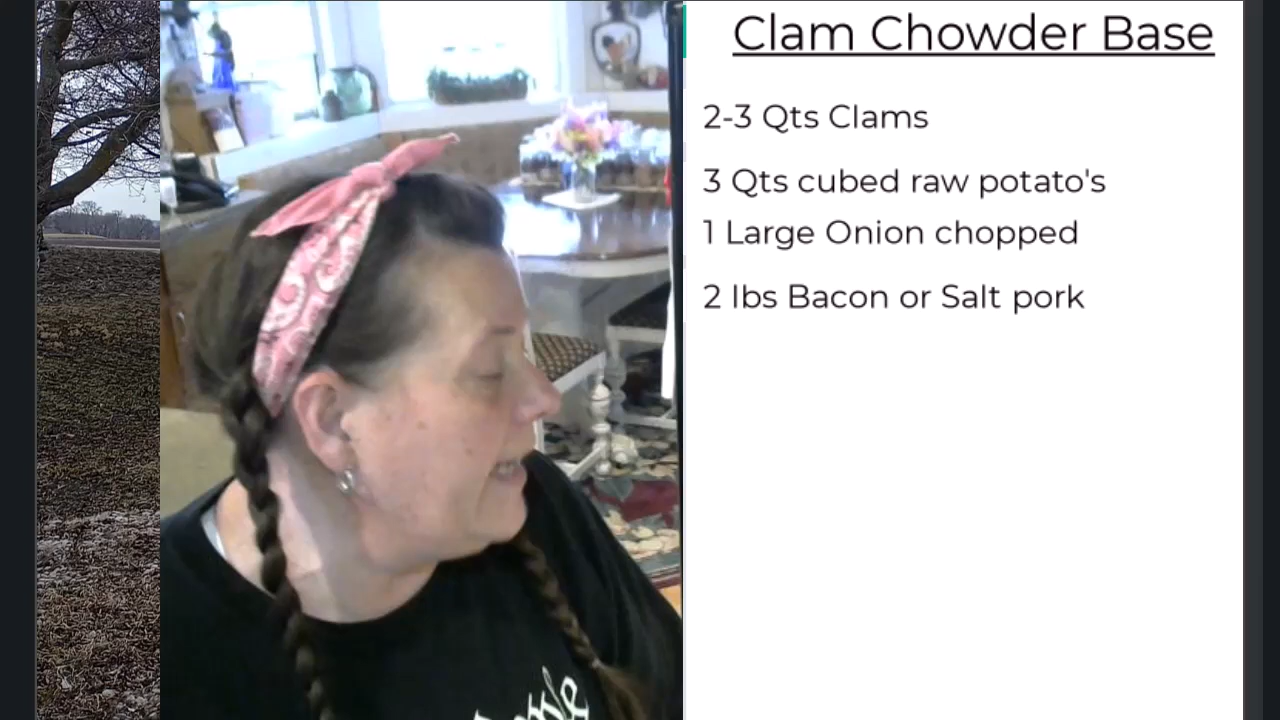 Clam Chowder Base
2-3 Qts Clams
3 Qts cubed raw potato's
1 Large Onion chopped
2 lbs Bacon or Salt pork